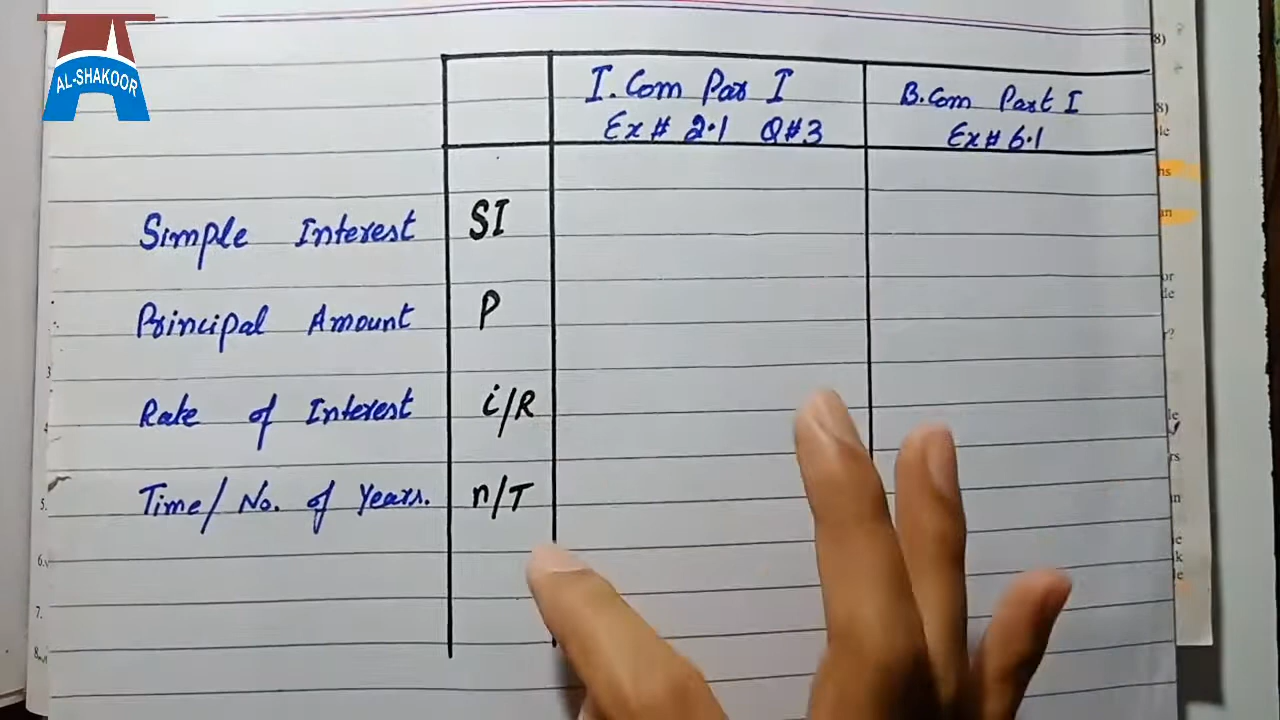 AL-SHAKOOR
I.Com Par I
Ex# 2.1 Q#3
B.Com Part I
Ex# 6.1
Simple Interest SI
Principal Amount P
Rate of Interest i/R
Time/No. of Years. n/T